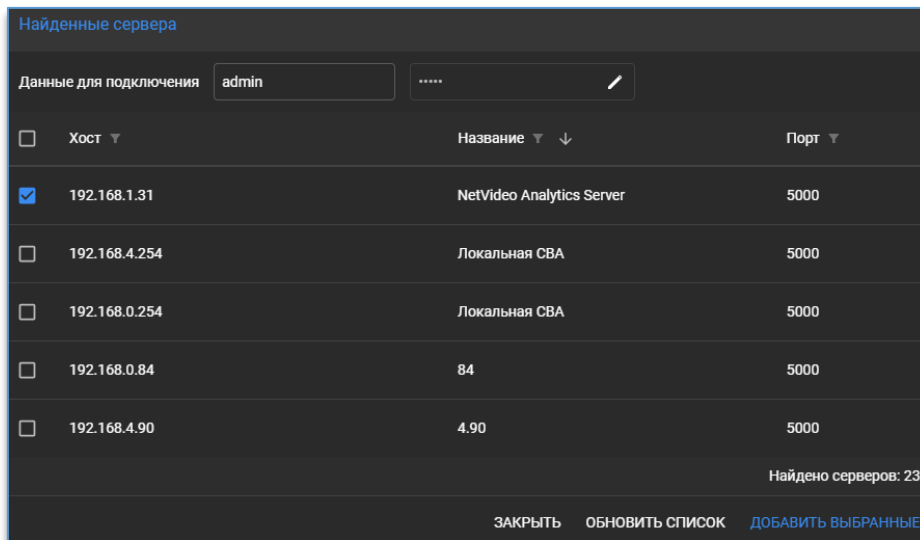 Найденные сервера
Данные для подключения admin •••••
Хост Название Порт
192.168.1.31 NetVideo Analytics Server 5000
192.168.4.254 Локальная СВА 5000
192.168.0.254 Локальная СВА 5000
192.168.0.84 84 5000
192.168.4.90 4.90 5000
Найдено серверов: 23
ЗАКРЫТЬ ОБНОВИТЬ СПИСОК ДОБАВИТЬ ВЫБРАННЫЕ